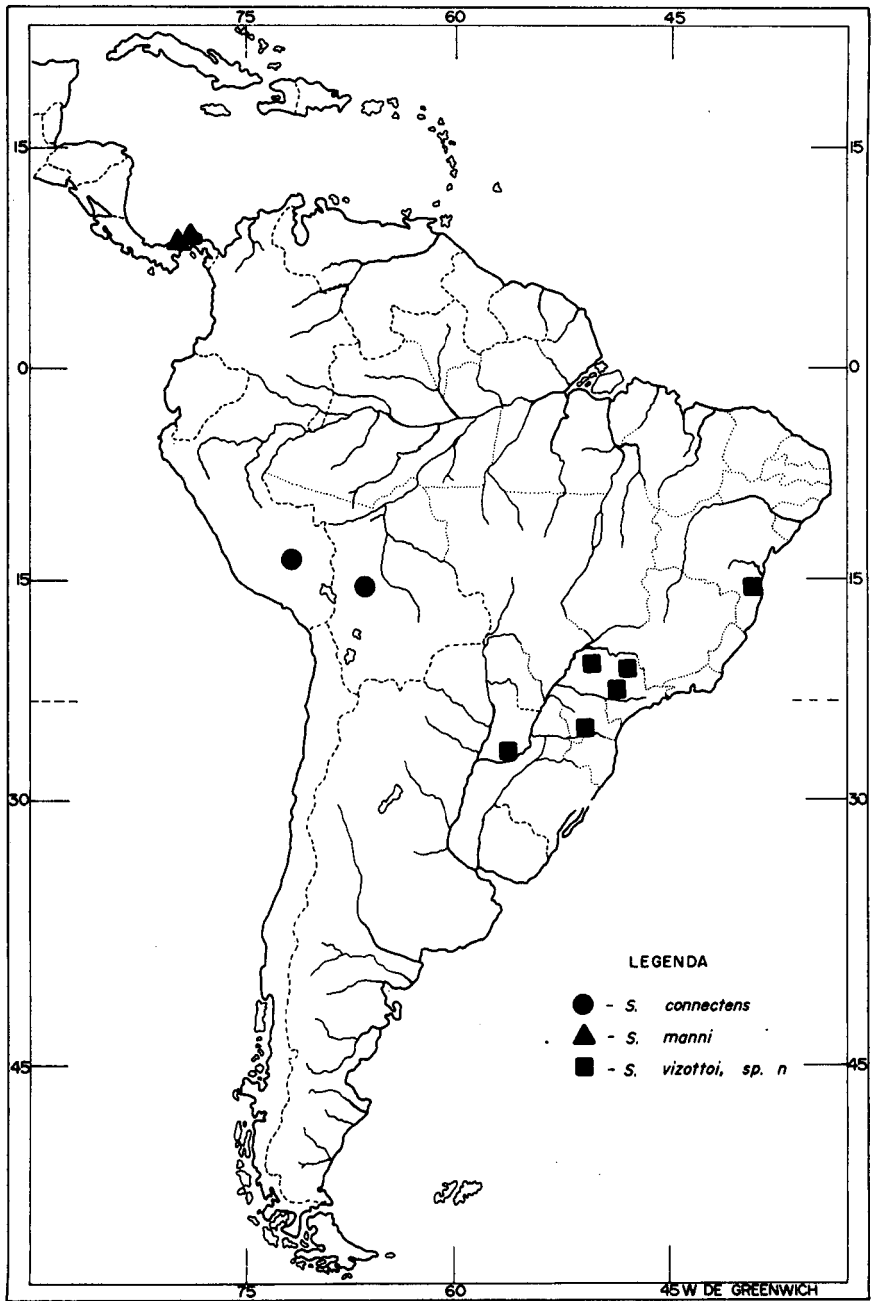 75 60 45
15 15
0 0
15 15
30 30
LEGENDA
- S. connectens
- S. manni
- S. vizottoi, sp. n
45 45
75 60 45 W DE GREENWICH